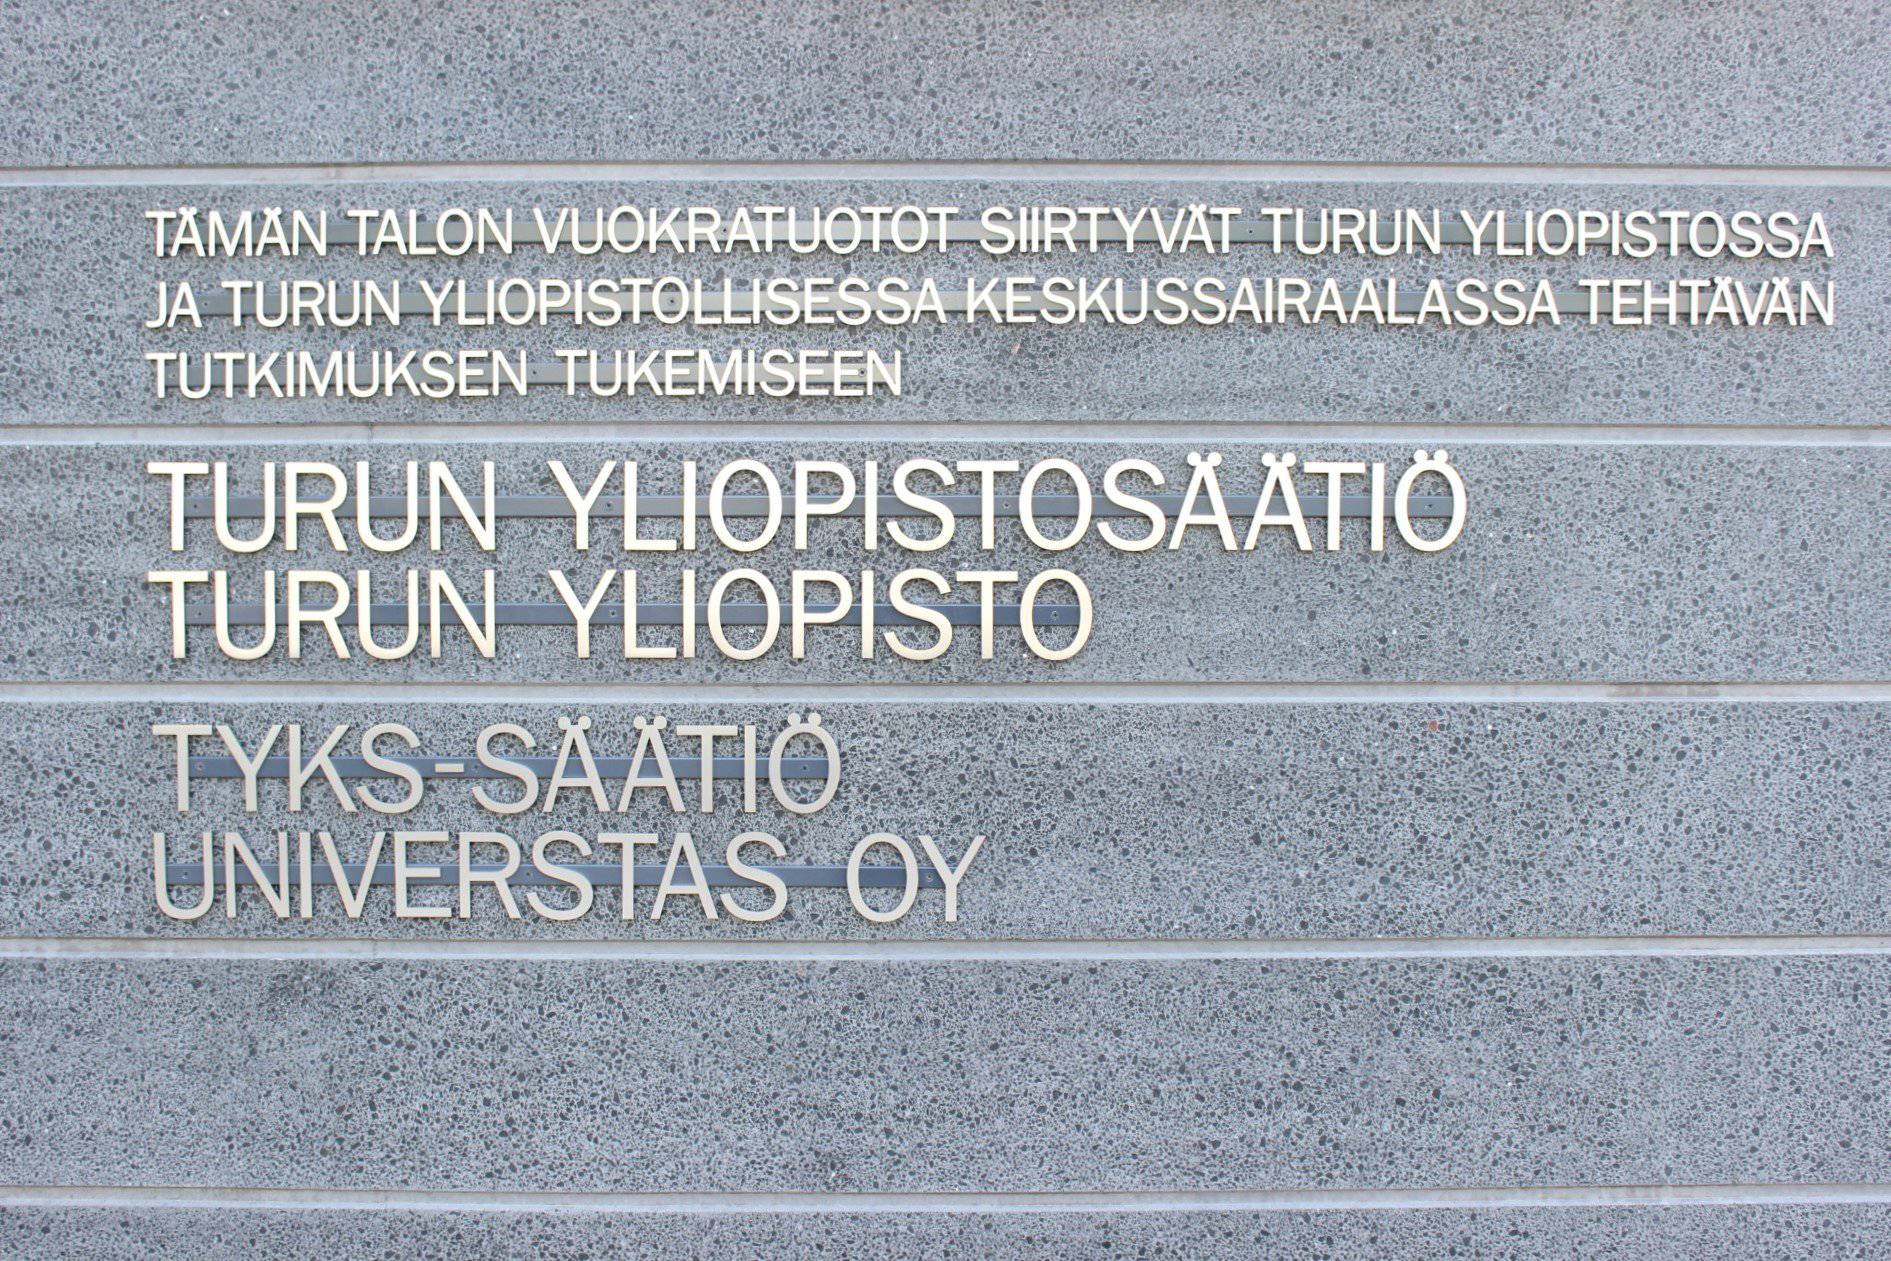 TÄMÄN TALON VUOKRATUOTOT SIIRTYVÄT TURUN YLIOPISTOSSA
JA TURUN YLIOPISTOLLISESSA KESKUSSAIRAALASSA TEHTÄVÄN
TUTKIMUKSEN TUKEMISEEN
TURUN YLIOPISTOSÄÄTIÖ
TURUN YLIOPISTO
TYKS-SÄÄTIÖ
UNIVERSTAS OY